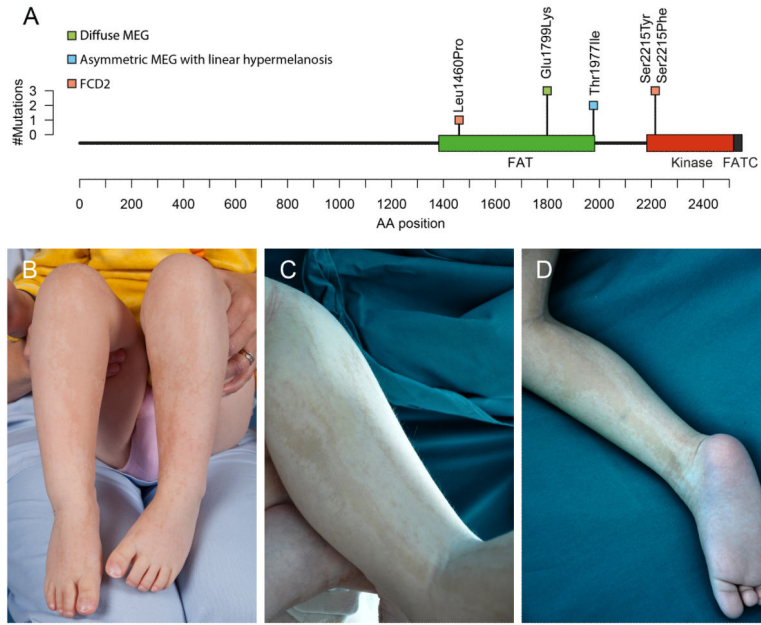 A
Diffuse MEG
Asymmetric MEG with linear hypermelanosis
FCD2
Leu1460Pro
Glu1799Lys
Thr1977Ile
Ser2215Tyr
Ser2215Phe
#Mutations
3
2
1
0
FAT
Kinase
FATC
0 200 400 600 800 1000 1200 1400 1600 1800 2000 2200 2400
AA position
B
C
D